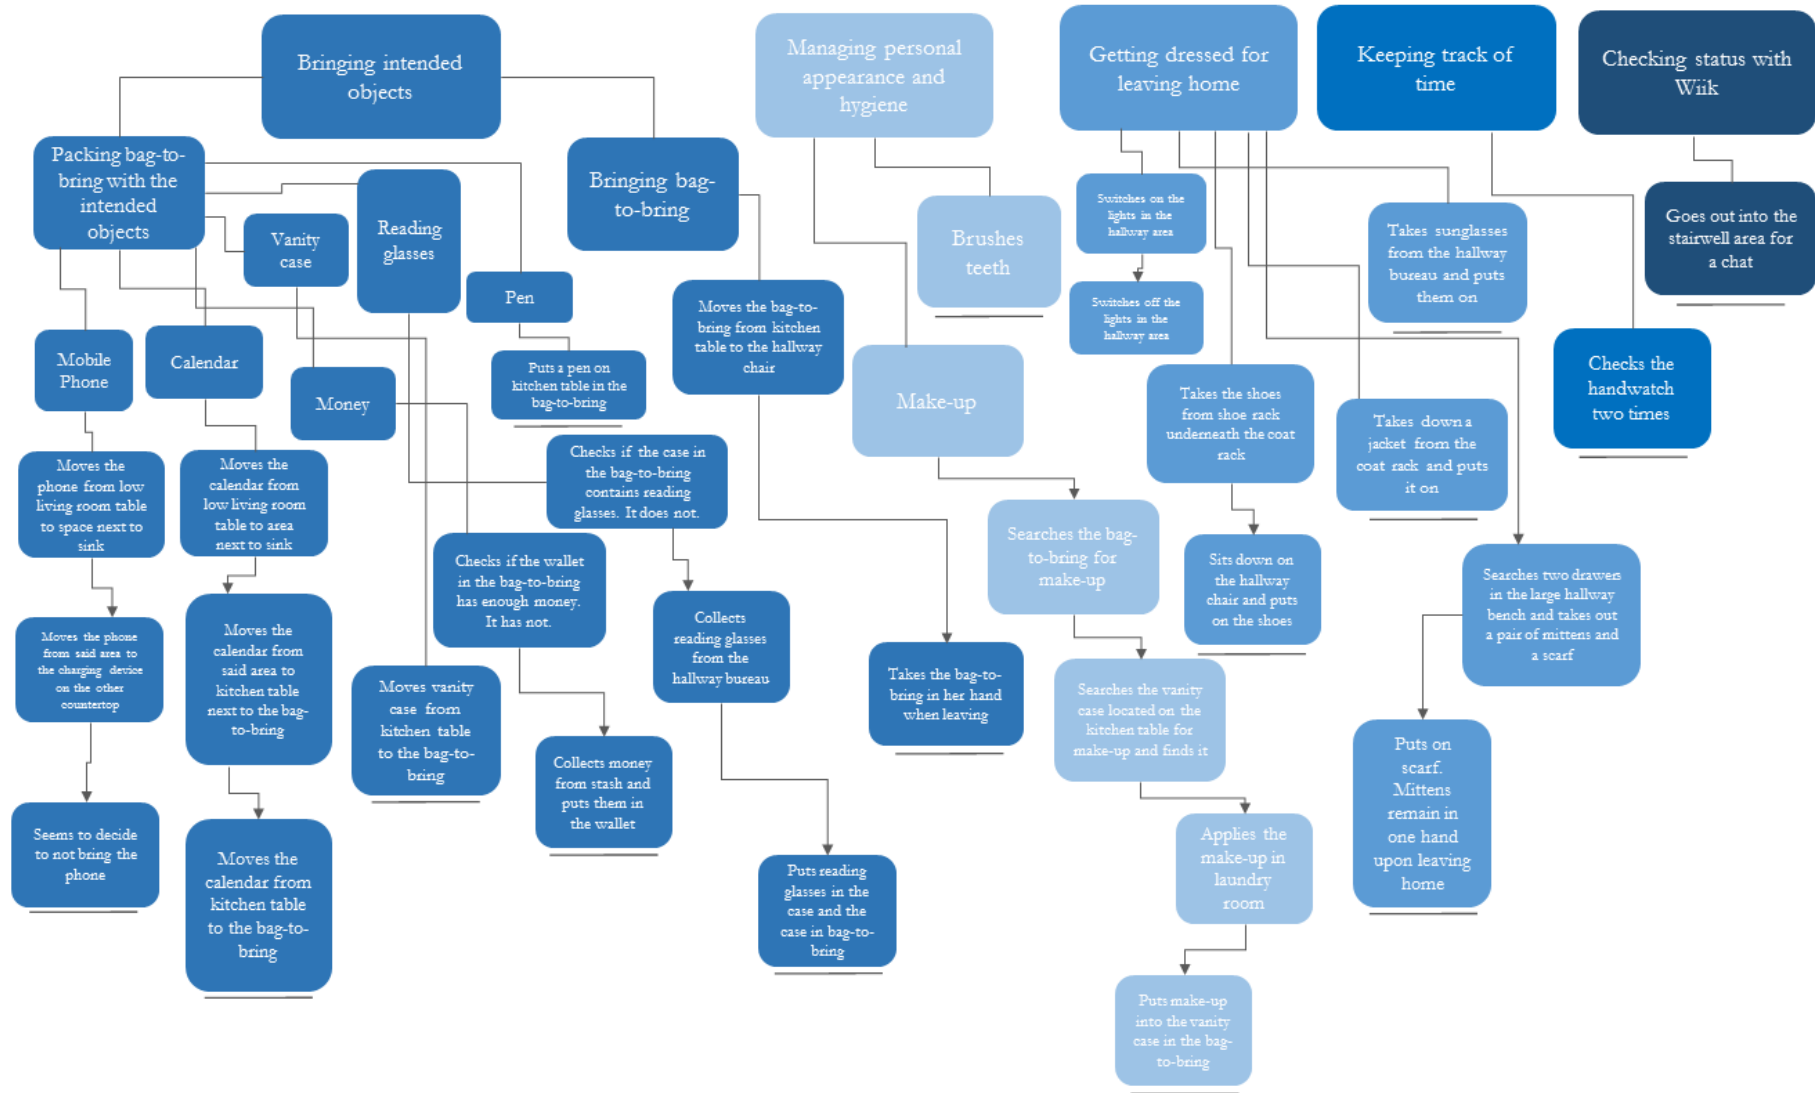 Bringing intended
objects
Managing personal
appearance and
hygiene
Getting dressed for
leaving home
Keeping track of
time
Checking status with
Wiik
Packing bag-to-
bring with the
intended
objects
Bringing bag-
to-bring
Vanity
case
Reading
glasses
Pen
Mobile
Phone
Calendar
Money
Puts a pen on
kitchen table in the
bag-to-bring
Moves the bag-to-
bring from kitchen
table to the hallway
chair
Brushes
teeth
Make-up
Switches on the
lights in the
hallway area
Switches off the
lights in the
hallway area
Takes sunglasses
from the hallway
bureau and puts
them on
Goes out into the
stairwell area for
a chat
Checks the
handwatch
two times
Takes the shoes
from shoe rack
underneath the coat
rack
Takes down a
jacket from the
coat rack and puts
it on
Moves the
phone from low
living room table
to space next to
sink
Moves the
calendar from
low living room
table to area
next to sink
Checks if the case in
the bag-to-bring
contains reading
glasses. It does not.
Checks if the wallet
in the bag-to-bring
has enough money.
It has not.
Searches the bag-
to-bring for
make-up
Sits down on
the hallway
chair and puts
on the shoes
Searches two drawers
in the large hallway
bench and takes out
a pair of mittens and
a scarf
Moves the phone
from said area to
the charging device
on the other
countertop
Moves the
calendar from
said area to
kitchen table
next to the bag-
to-bring
Collects
reading glasses
from the
hallway bureau
Moves vanity
case from
kitchen table
to the bag-to-
bring
Takes the bag-to-
bring in her hand
when leaving
Searches the vanity
case located on the
kitchen table for
make-up and finds it
Puts on
scarf.
Mittens
remain in
one hand
upon leaving
home
Collects money
from stash and
puts them in
the wallet
Seems to decide
to not bring the
phone
Moves the
calendar from
kitchen table
to the bag-to-
bring
Puts reading
glasses in the
case and the
case in bag-to-
bring
Applies the
make-up in
laundry
room
Puts make-up
into the vanity
case in the bag-
to-bring